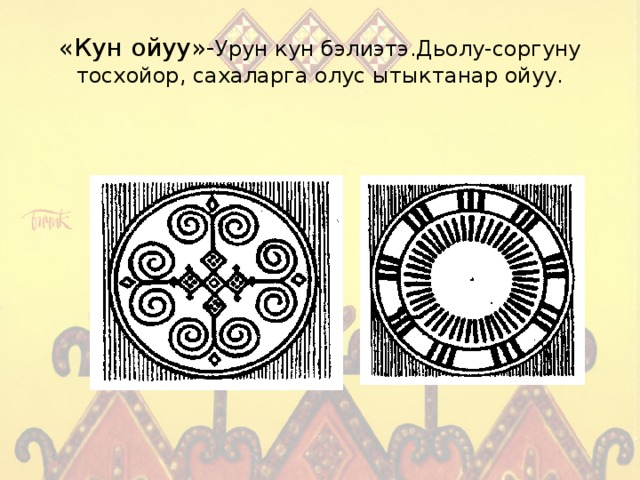 «Кун ойуу»-Урун кун бэлиэтэ.Дьолу-соргуну
тосхойор, сахаларга олус ытыктанар ойуу.